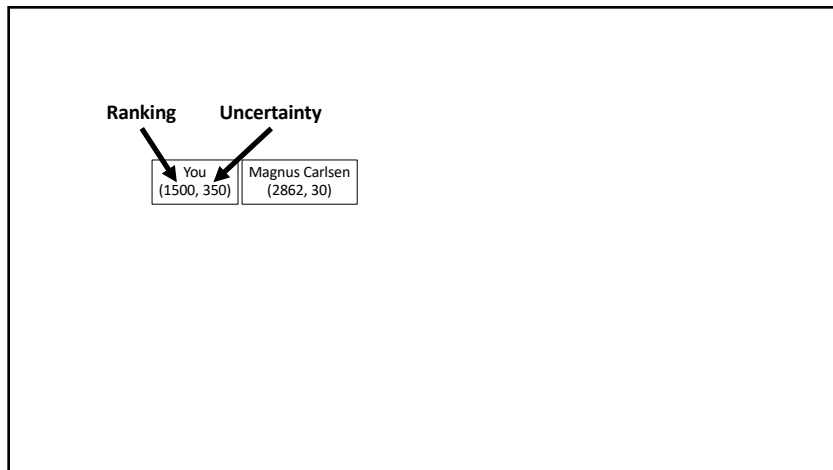 Ranking Uncertainty
You
(1500, 350)
Magnus Carlsen
(2862, 30)